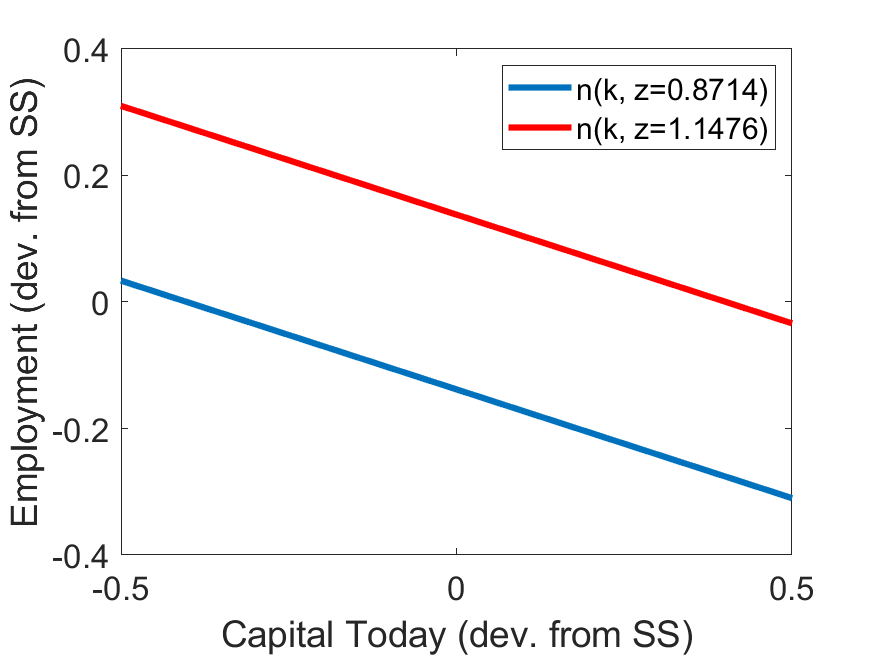 0.4
0.2
0
-0.2
-0.4
Employment (dev. from SS)
n(k, z=0.8714)
n(k, z=1.1476)
-0.5
0
0.5
Capital Today (dev. from SS)